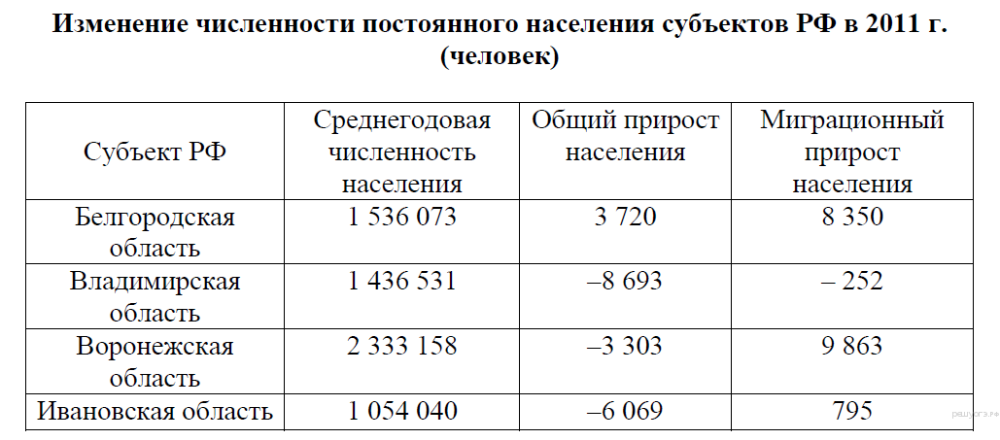 Изменение численности постоянного населения субъектов РФ в 2011 г.
(человек)
Субъект РФ
Среднегодовая
численность
населения
Общий прирост
населения
Миграционный
прирост
населения
Белгородская
область
1 536 073
3 720
8 350
Владимирская
область
1 436 531
–8 693
– 252
Воронежская
область
2 333 158
–3 303
9 863
Ивановская область
1 054 040
–6 069
795
решуогэ.рф